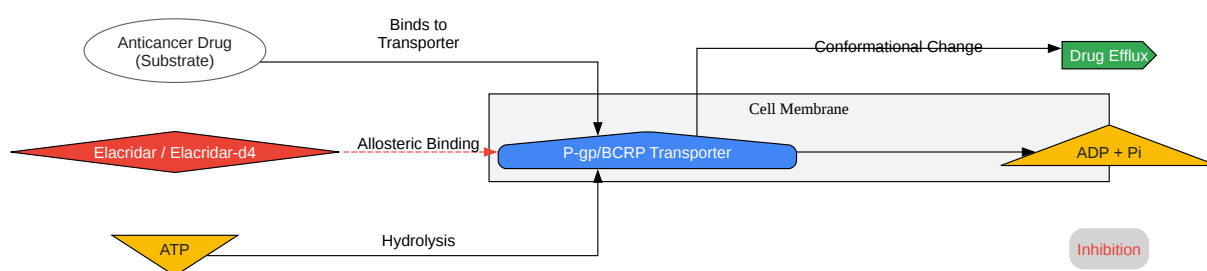 Binds to
Transporter
Anticancer Drug
(Substrate)
Conformational Change
Drug Efflux
Cell Membrane
Elacridar / Elacridar-d4
Allosteric Binding
P-gp/BCRP Transporter
ADP + Pi
ATP
Hydrolysis
Inhibition